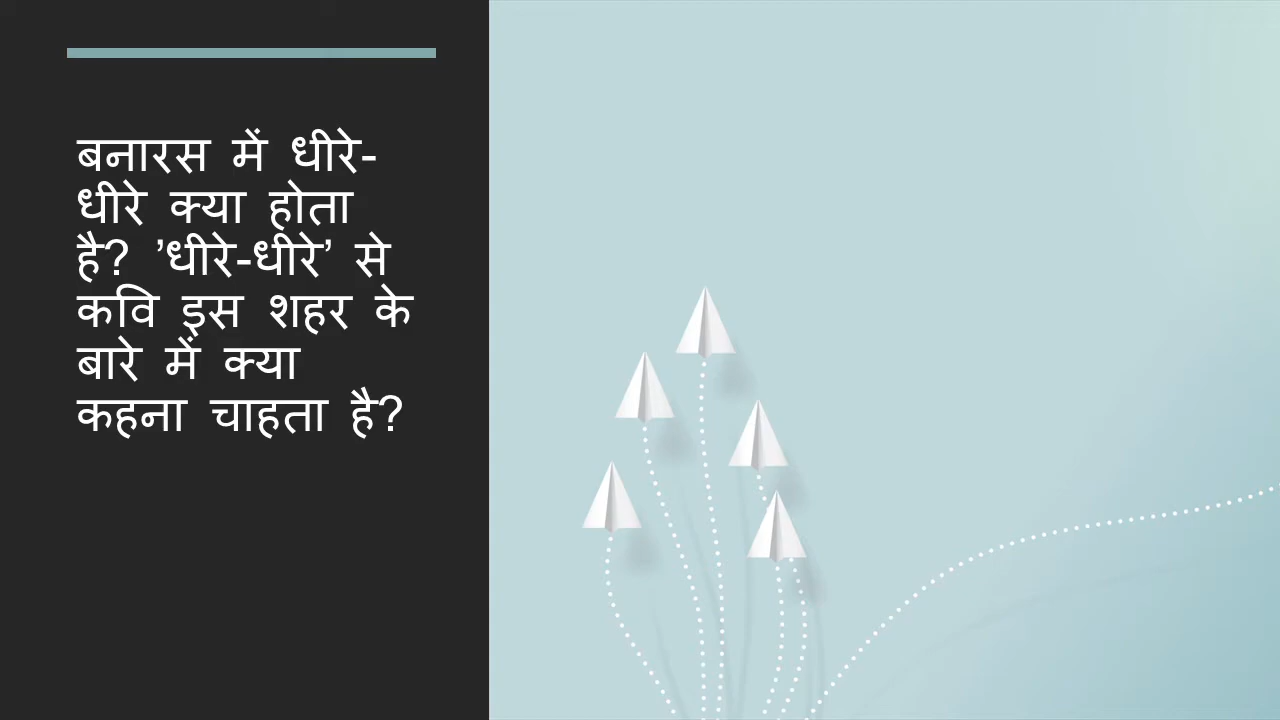 बनारस में धीरे-
धीरे क्या होता
है? ’धीरे-धीरे’ से
कवि इस शहर के
बारे में क्या
कहना चाहता है?